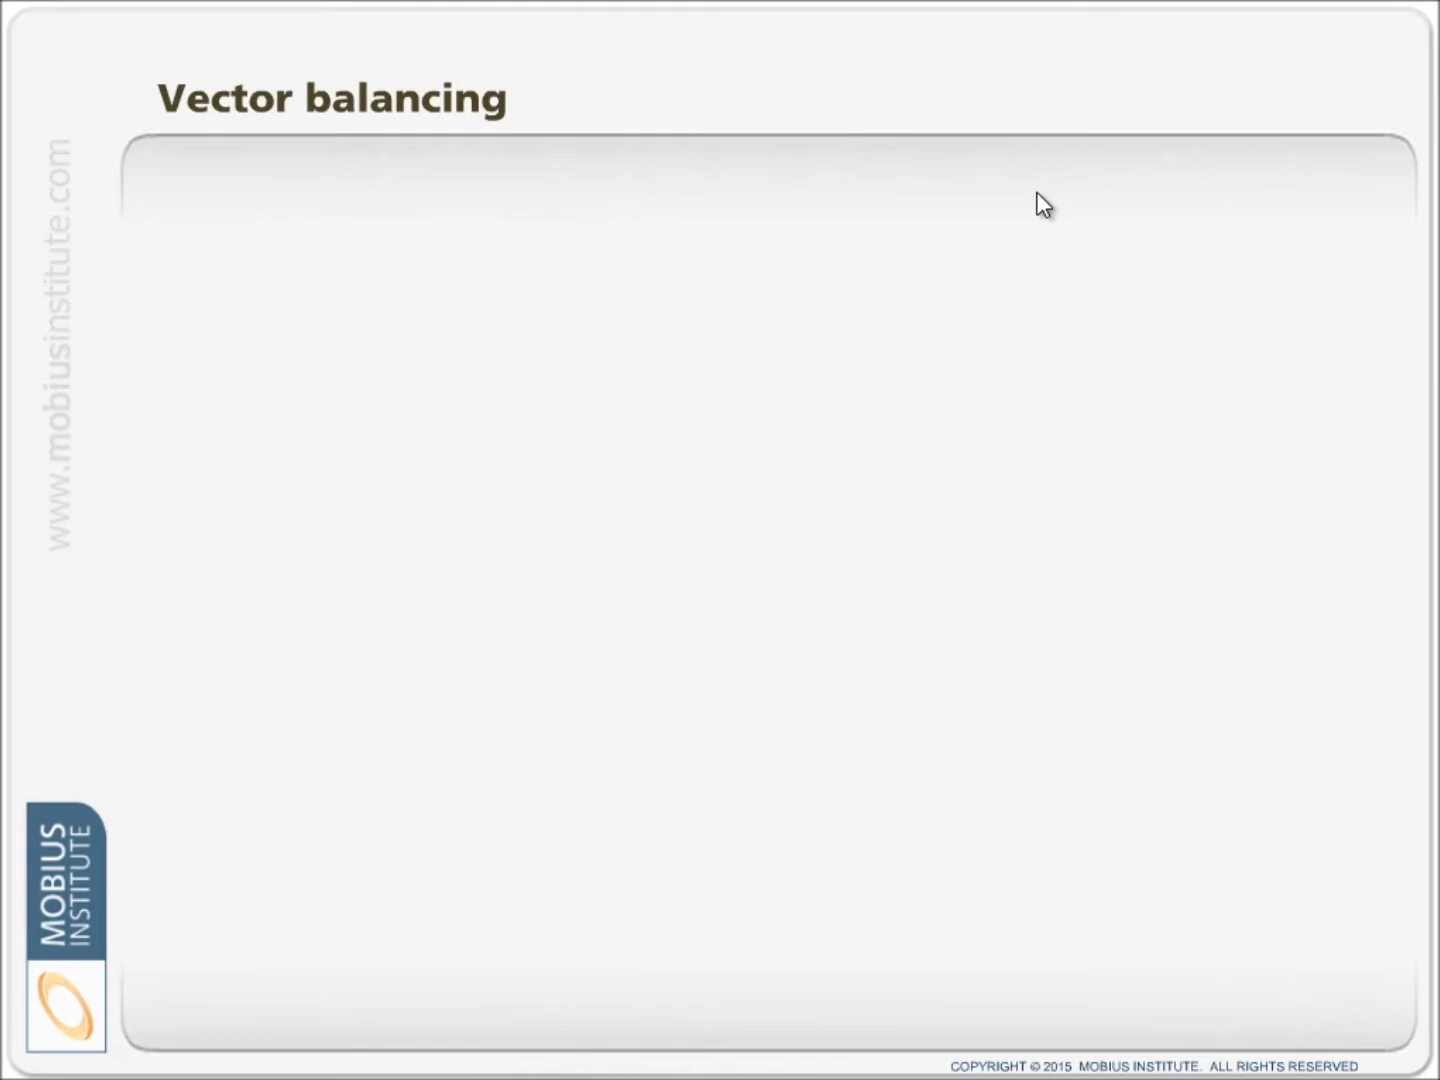 Vector balancing
www.mobiusinstitute.com
MOBIUS
INSTITUTE
COPYRIGHT © 2015 MOBIUS INSTITUTE. ALL RIGHTS RESERVED